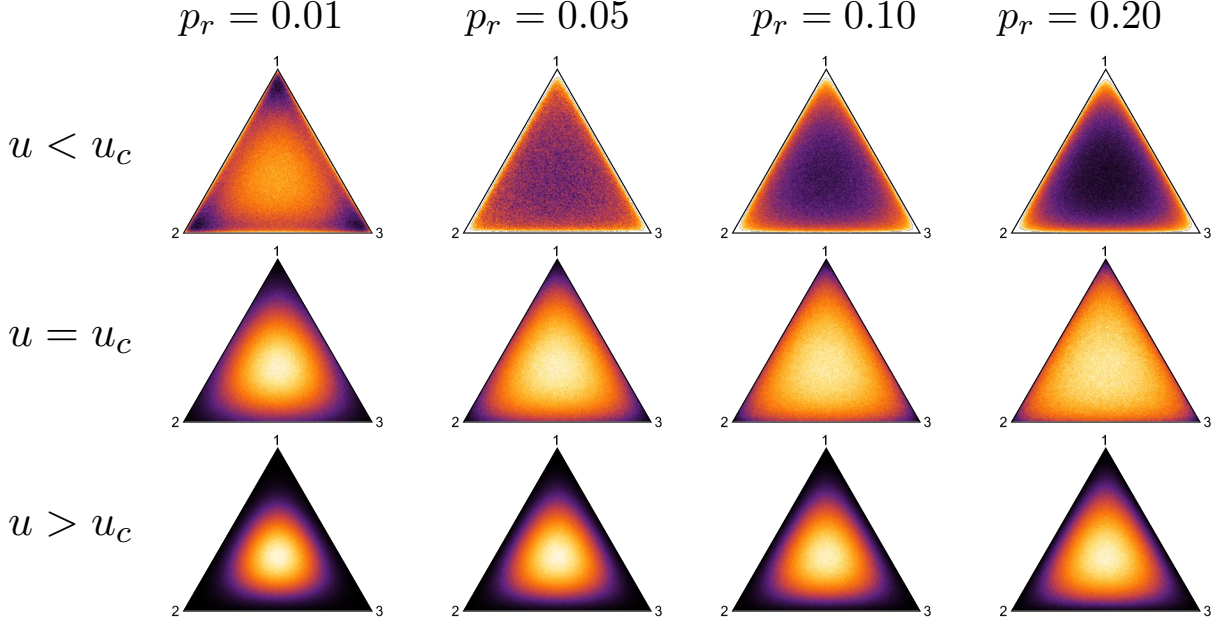 p_r = 0.01 p_r = 0.05 p_r = 0.10 p_r = 0.20
1 1 1 1
u < u_c
2 3 2 3 2 3 2 3
1 1 1 1
u = u_c
2 3 2 3 2 3 2 3
1 1 1 1
u > u_c
2 3 2 3 2 3 2 3